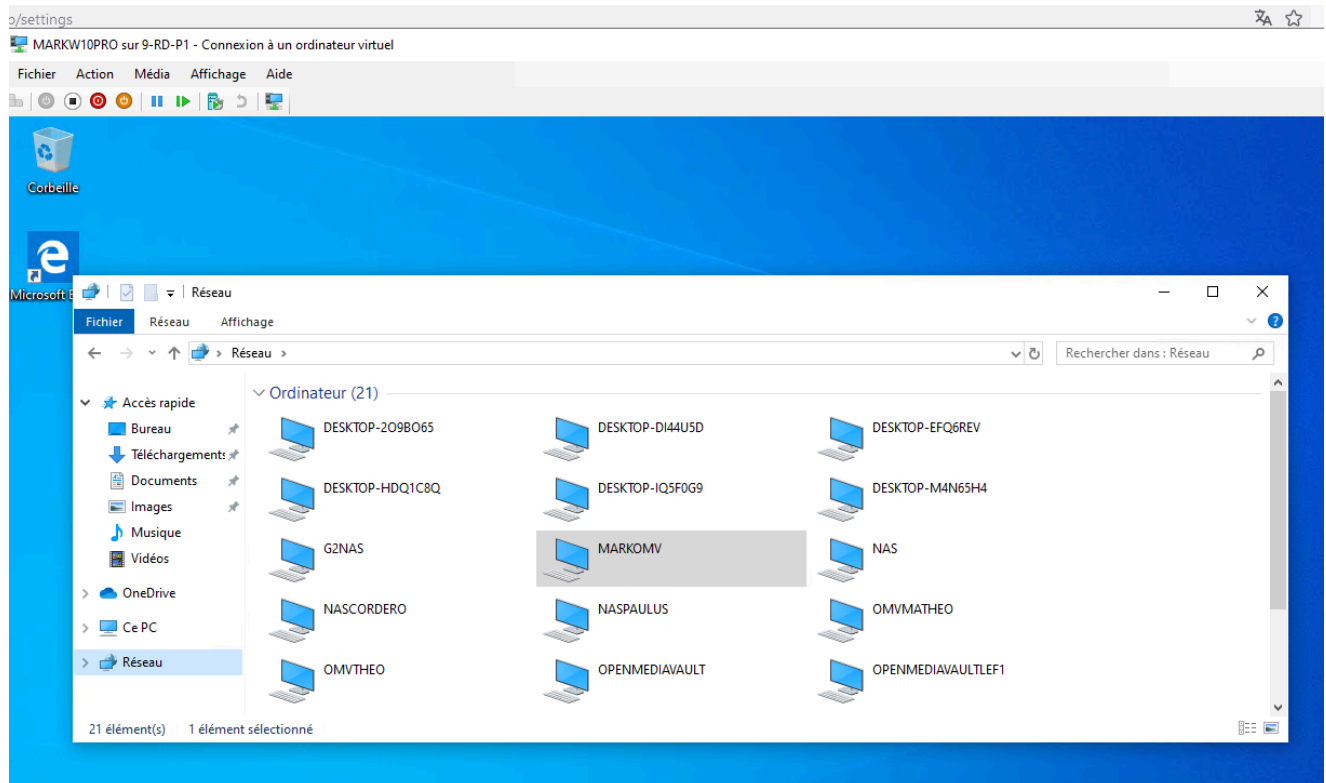 o/settings
MARKW10PRO sur 9-RD-P1 - Connexion à un ordinateur virtuel
Fichier Action Média Affichage Aide
Corbeille
Microsoft E
Réseau
Fichier Réseau Affichage
Réseau
Rechercher dans : Réseau
Accès rapide
Bureau
Téléchargements
Documents
Images
Musique
Vidéos
OneDrive
Ce PC
Réseau
Ordinateur (21)
DESKTOP-2O9BO65 DESKTOP-DI44U5D DESKTOP-EFQ6REV
DESKTOP-HDQ1C8Q DESKTOP-IQ5F0G9 DESKTOP-M4N65H4
G2NAS MARKOMV NAS
NASCORDERO NASPAULUS OMVMATHEO
OMVTHEO OPENMEDIAVAULT OPENMEDIAVAULTLEF1
21 élément(s) 1 élément sélectionné